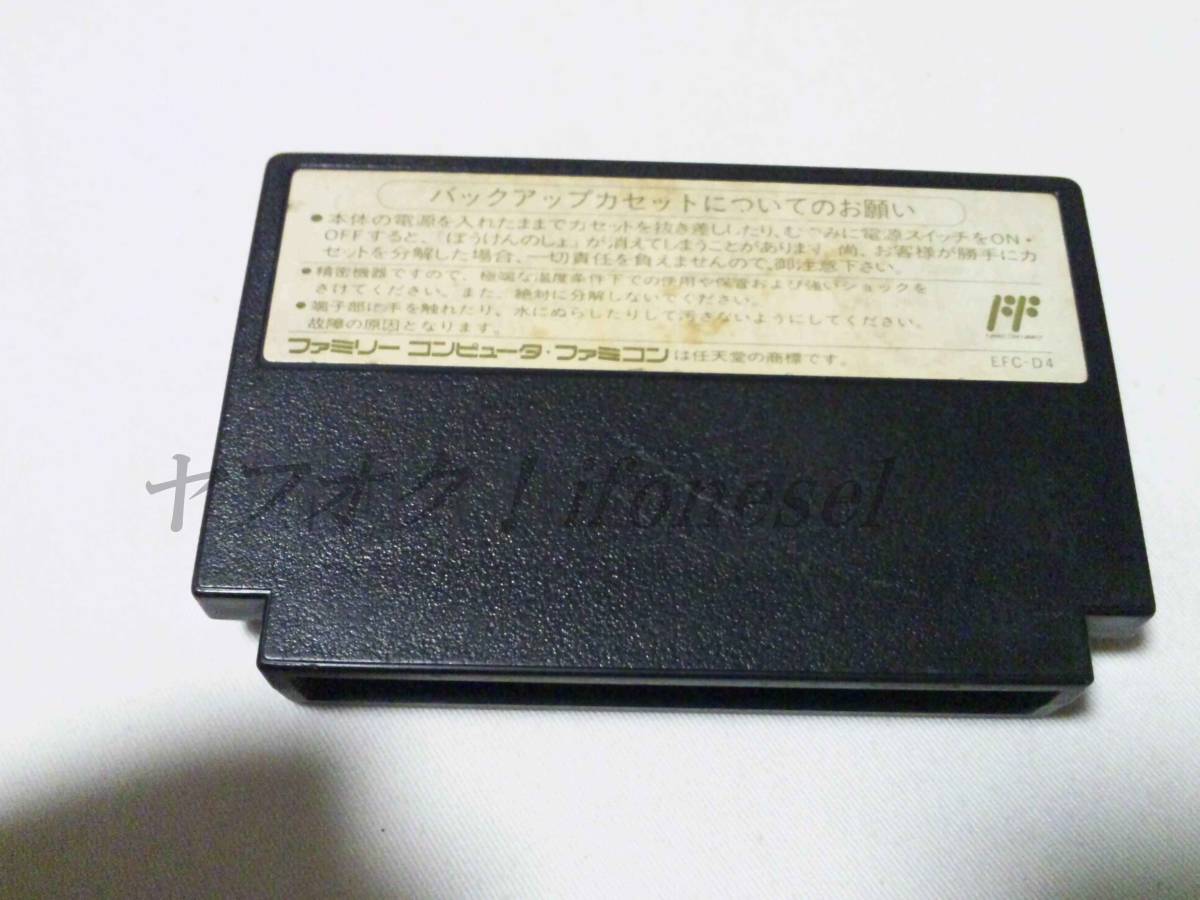 バックアップカセットについてのお願い
●本体の電源を入れたままでカセットを抜き差ししたり、むやみに電源スイッチをON・
OFFすると、『ぼうけんのしょ』が消えてしまうことがあります。尚、お客様が勝手にカ
セットを分解した場合、一切責任を負えませんので、御注意下さい。
●精密機器ですので、極端な温度条件下での使用や保管および強いショックを
さけてください。また、絶対に分解しないでください。
●端子部に手を触れたり、水にぬらしたりして汚さないようにしてください。
故障の原因となります。
ファミリーコンピュータ・ファミコンは任天堂の商標です。
EFC-D4
ヤフオク!ifonesel